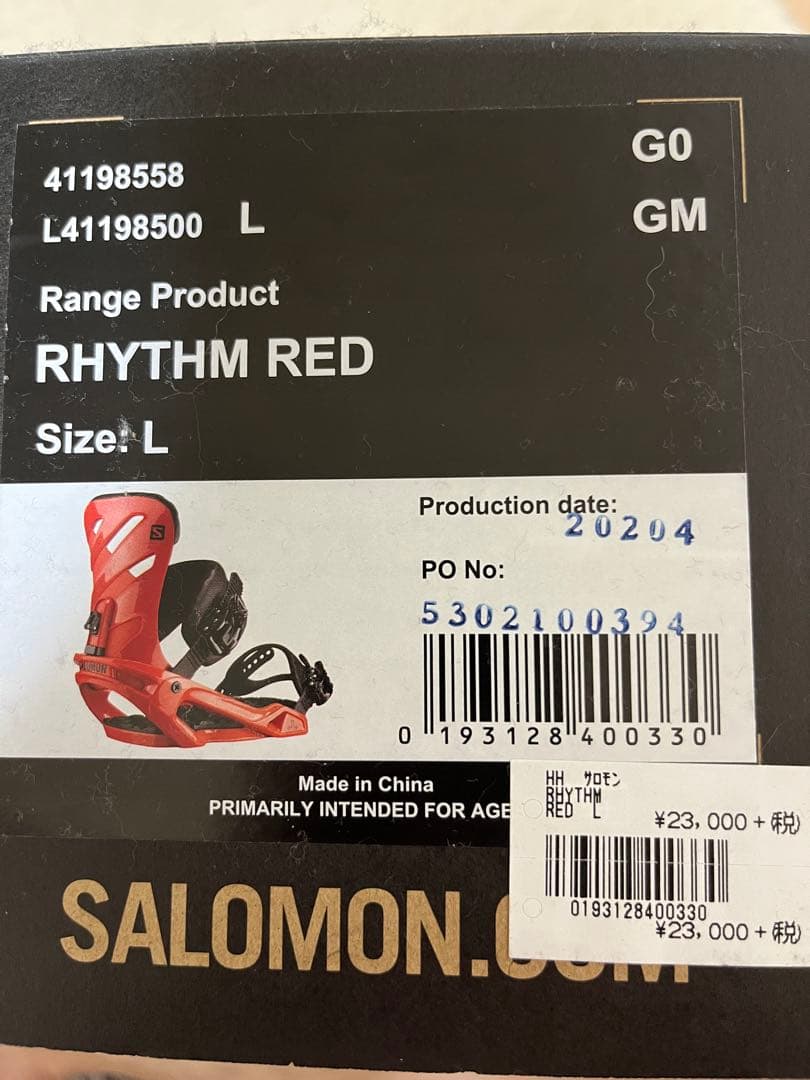 41198558
G0
L41198500 L
GM
Range Product
RHYTHM RED
Size: L
S
SALOMON
Production date:
20204
PO No:
5302100394
0 193128 400330
Made in China
PRIMARILY INTENDED FOR AGE
SALOMON.COM
HH サロモン
RHYTHM
RED L
¥23,000+(税)
0193128400330
¥23,000+(税)